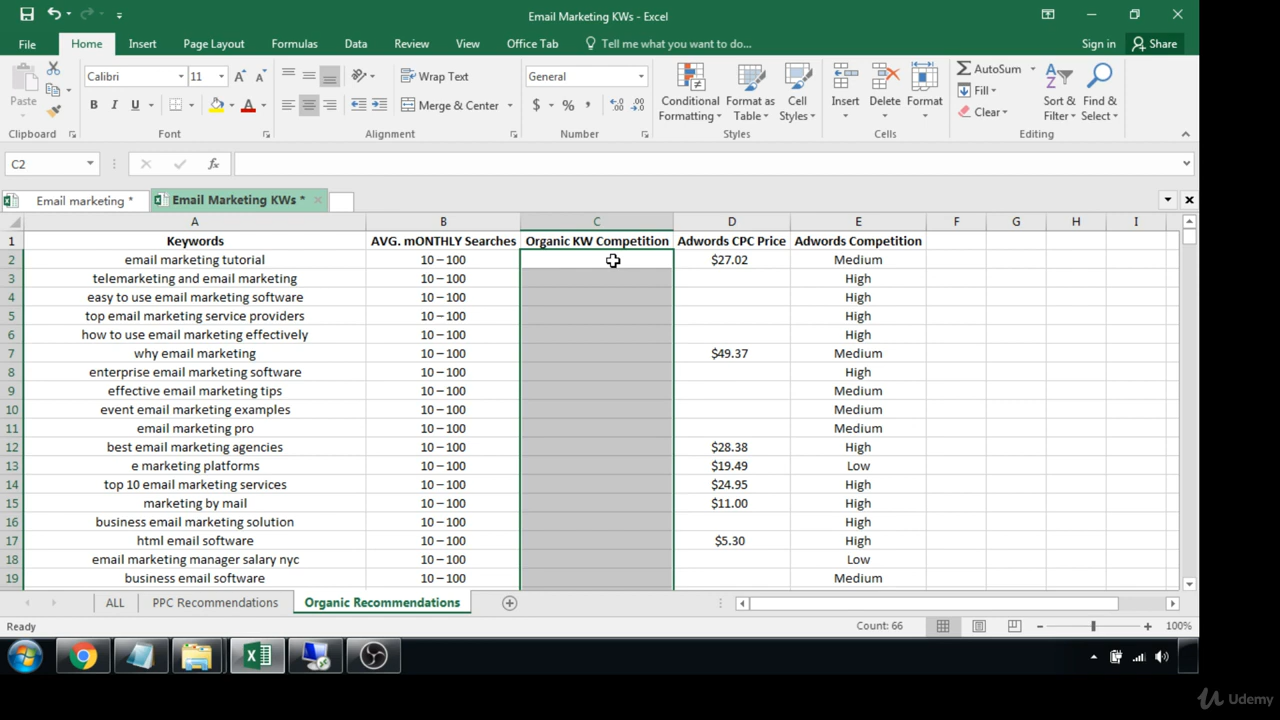 Email Marketing KWs - Excel
File Home Insert Page Layout Formulas Data Review View Office Tab Tell me what you want to do... Sign in Share
Paste Calibri 11 A A Wrap Text General Conditional Formatting Format as Table Cell Styles Insert Delete Format AutoSum Sort & Filter Find & Select
B I U A Merge & Center $ % , Fill
Clear
Clipboard Font Alignment Number Styles Cells Editing
C2 fx
Email marketing * Email Marketing KWs *
A B C D E F G H I
1 Keywords AVG. mONTHLY Searches Organic KW Competition Adwords CPC Price Adwords Competition
2 email marketing tutorial 10 – 100 $27.02 Medium
3 telemarketing and email marketing 10 – 100 High
4 easy to use email marketing software 10 – 100 High
5 top email marketing service providers 10 – 100 High
6 how to use email marketing effectively 10 – 100 High
7 why email marketing 10 – 100 $49.37 Medium
8 enterprise email marketing software 10 – 100 High
9 effective email marketing tips 10 – 100 Medium
10 event email marketing examples 10 – 100 Medium
11 email marketing pro 10 – 100 Medium
12 best email marketing agencies 10 – 100 $28.38 High
13 e marketing platforms 10 – 100 $19.49 Low
14 top 10 email marketing services 10 – 100 $24.95 High
15 marketing by mail 10 – 100 $11.00 High
16 business email marketing solution 10 – 100 High
17 html email software 10 – 100 $5.30 High
18 email marketing manager salary nyc 10 – 100 Low
19 business email software 10 – 100 Medium
ALL PPC Recommendations Organic Recommendations
Ready Count: 66 100%
Udemy